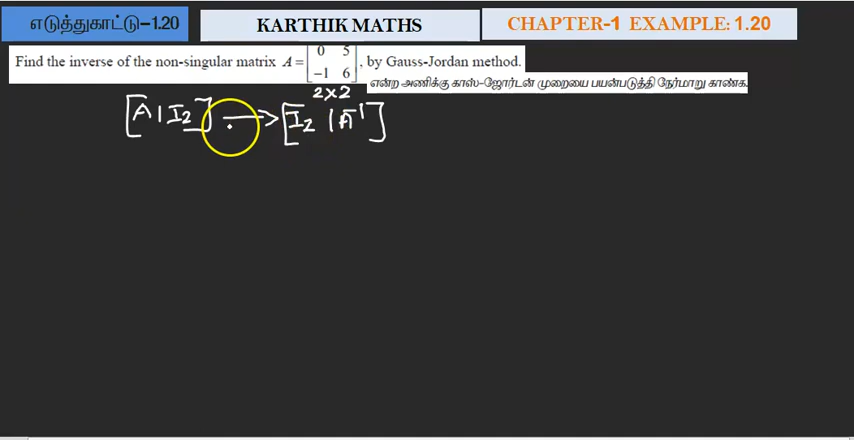 எடுத்துகாட்டு–1.20
KARTHIK MATHS
CHAPTER-1 EXAMPLE: 1.20
Find the inverse of the non-singular matrix A = [0 5
−1 6], by Gauss-Jordan method.
என்ற அணிக்கு காஸ்-ஜோர்டன் முறையை பயன்படுத்தி நேர்மாறு காண்க.
2×2
[A | I₂] → [I₂ | A⁻¹]